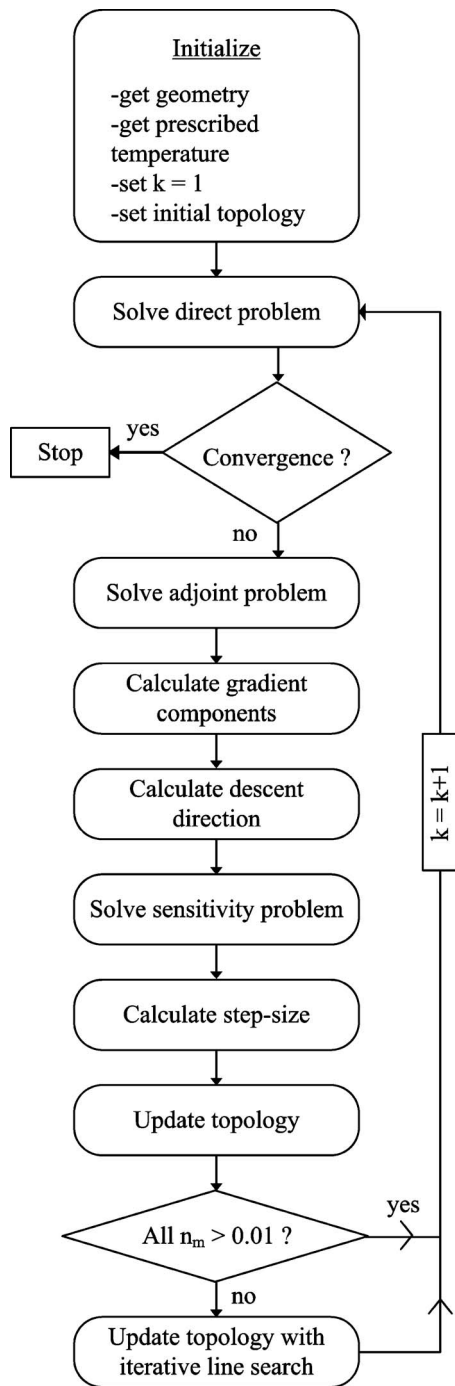 Initialize
-get geometry
-get prescribed
temperature
-set k = 1
-set initial topology
Solve direct problem
yes
Stop
Convergence ?
no
Solve adjoint problem
Calculate gradient
components
Calculate descent
direction
k = k+1
Solve sensitivity problem
Calculate step-size
Update topology
yes
All nₘ > 0.01 ?
no
Update topology with
iterative line search